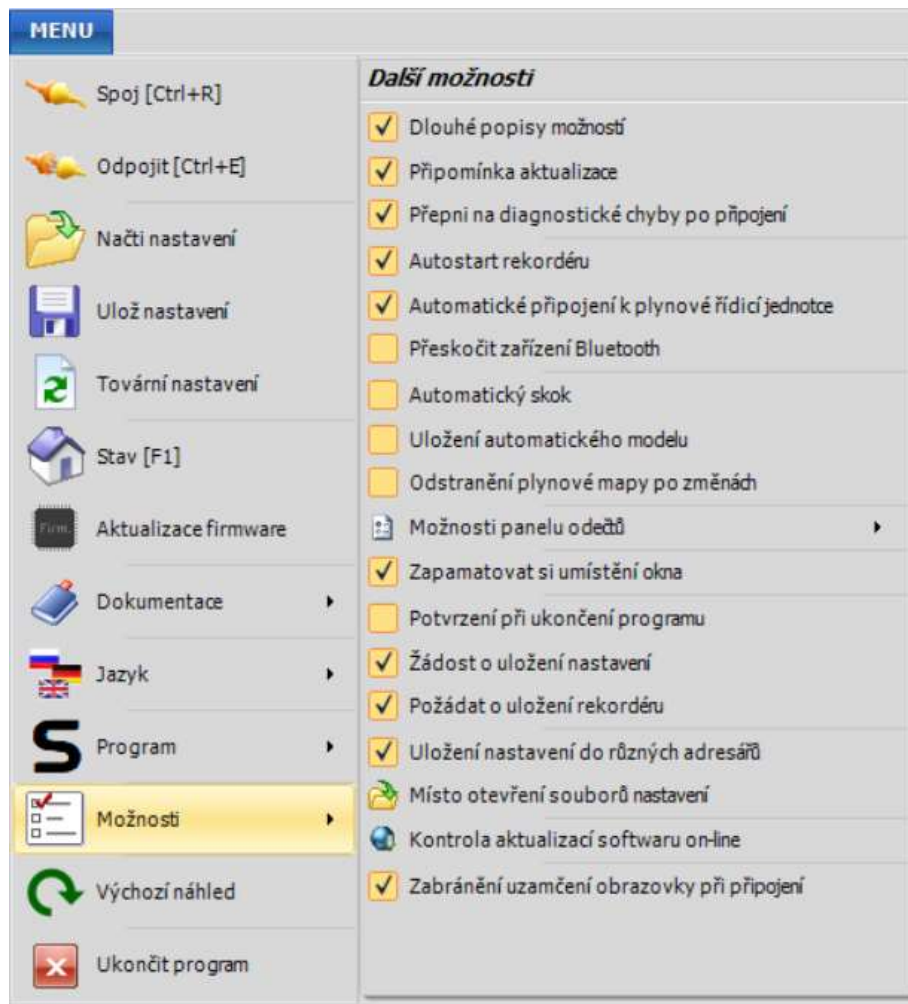 MENU
Spoj [Ctrl+R]
Odpojit [Ctrl+E]
Načti nastavení
Ulož nastavení
Tovární nastavení
Stav [F1]
Firm.
Aktualizace firmware
Dokumentace
Jazyk
S Program
Možnosti
Výchozí náhled
Ukončit program
Další možnosti
Dlouhé popisy možností
Připomínka aktualizace
Přepni na diagnostické chyby po připojení
Autostart rekordéru
Automatické připojení k plynové řídicí jednotce
Přeskočit zařízení Bluetooth
Automatický skok
Uložení automatického modelu
Odstranění plynové mapy po změnách
Možnosti panelu odečtů
Zapamatovat si umístění okna
Potvrzení při ukončení programu
Žádost o uložení nastavení
Požádat o uložení rekordéru
Uložení nastavení do různých adresářů
Místo otevření souborů nastavení
Kontrola aktualizací softwaru on-line
Zabránění uzamčení obrazovky při připojení